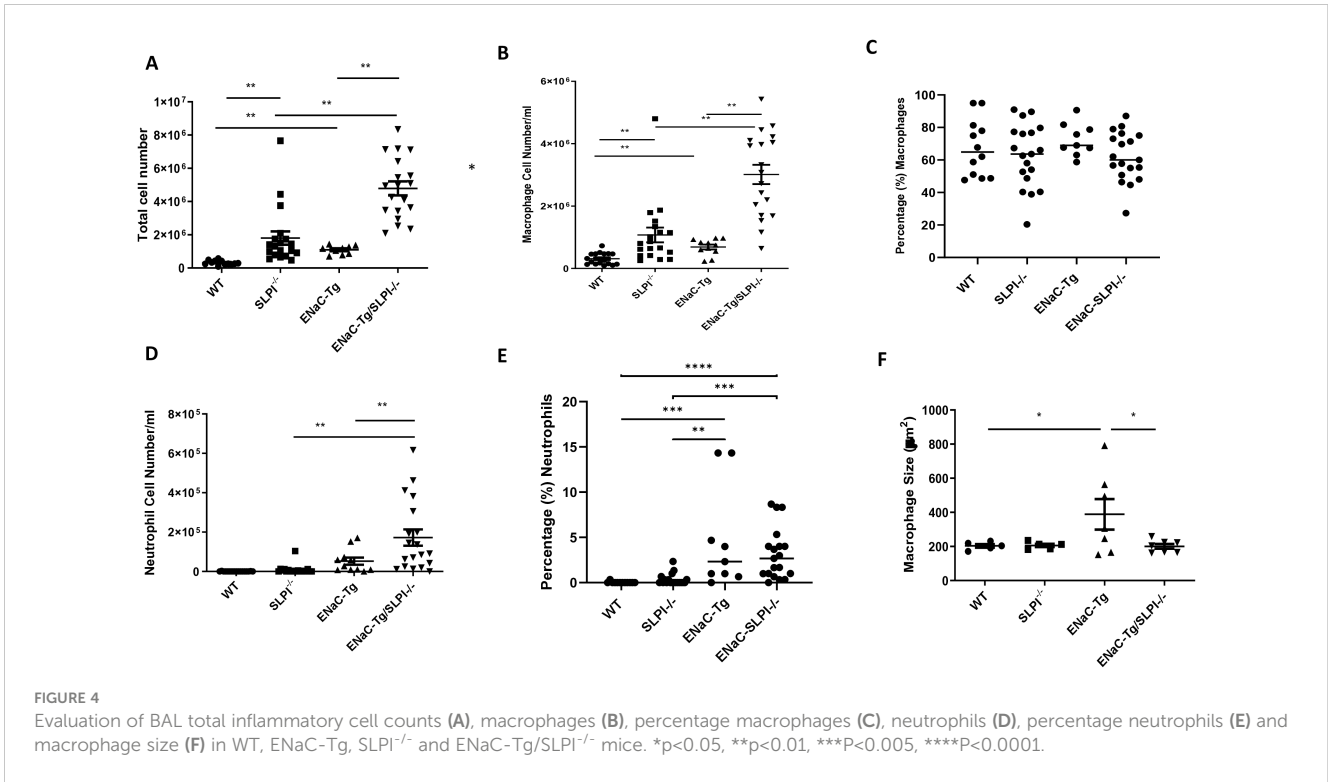 A
Total cell number
1×10⁷
8×10⁶
6×10⁶
4×10⁶
2×10⁶
0
**
**
**
**
WT
SLPI⁻/⁻
ENaC-Tg
ENaC-Tg/SLPI-/-
*
B
Macrophage Cell Number/ml
6×10⁶
4×10⁶
2×10⁶
0
**
**
**
**
WT
SLPI⁻/⁻
ENaC-Tg
ENaC-Tg/SLPI-/-
C
Percentage (%) Macrophages
100
80
60
40
20
0
WT
SLPI-/-
ENaC-Tg
ENaC-SLPI-/-
D
Neutrophil Cell Number/ml
8×10⁵
6×10⁵
4×10⁵
2×10⁵
0
**
**
WT
SLPI⁻/⁻
ENaC-Tg
ENaC-Tg/SLPI-/-
E
Percentage (%) Neutrophils
20
15
10
5
0
****
***
***
**
WT
SLPI-/-
ENaC-Tg
ENaC-SLPI-/-
F
Macrophage Size (m²)
1000
800
600
400
200
0
*
*
WT
SLPI⁻/⁻
ENaC-Tg
ENaC-Tg/SLPI-/-
FIGURE 4
Evaluation of BAL total inflammatory cell counts (A), macrophages (B), percentage macrophages (C), neutrophils (D), percentage neutrophils (E) and
macrophage size (F) in WT, ENaC-Tg, SLPI⁻/⁻ and ENaC-Tg/SLPI⁻/⁻ mice. *p<0.05, **p<0.01, ***P<0.005, ****P<0.0001.